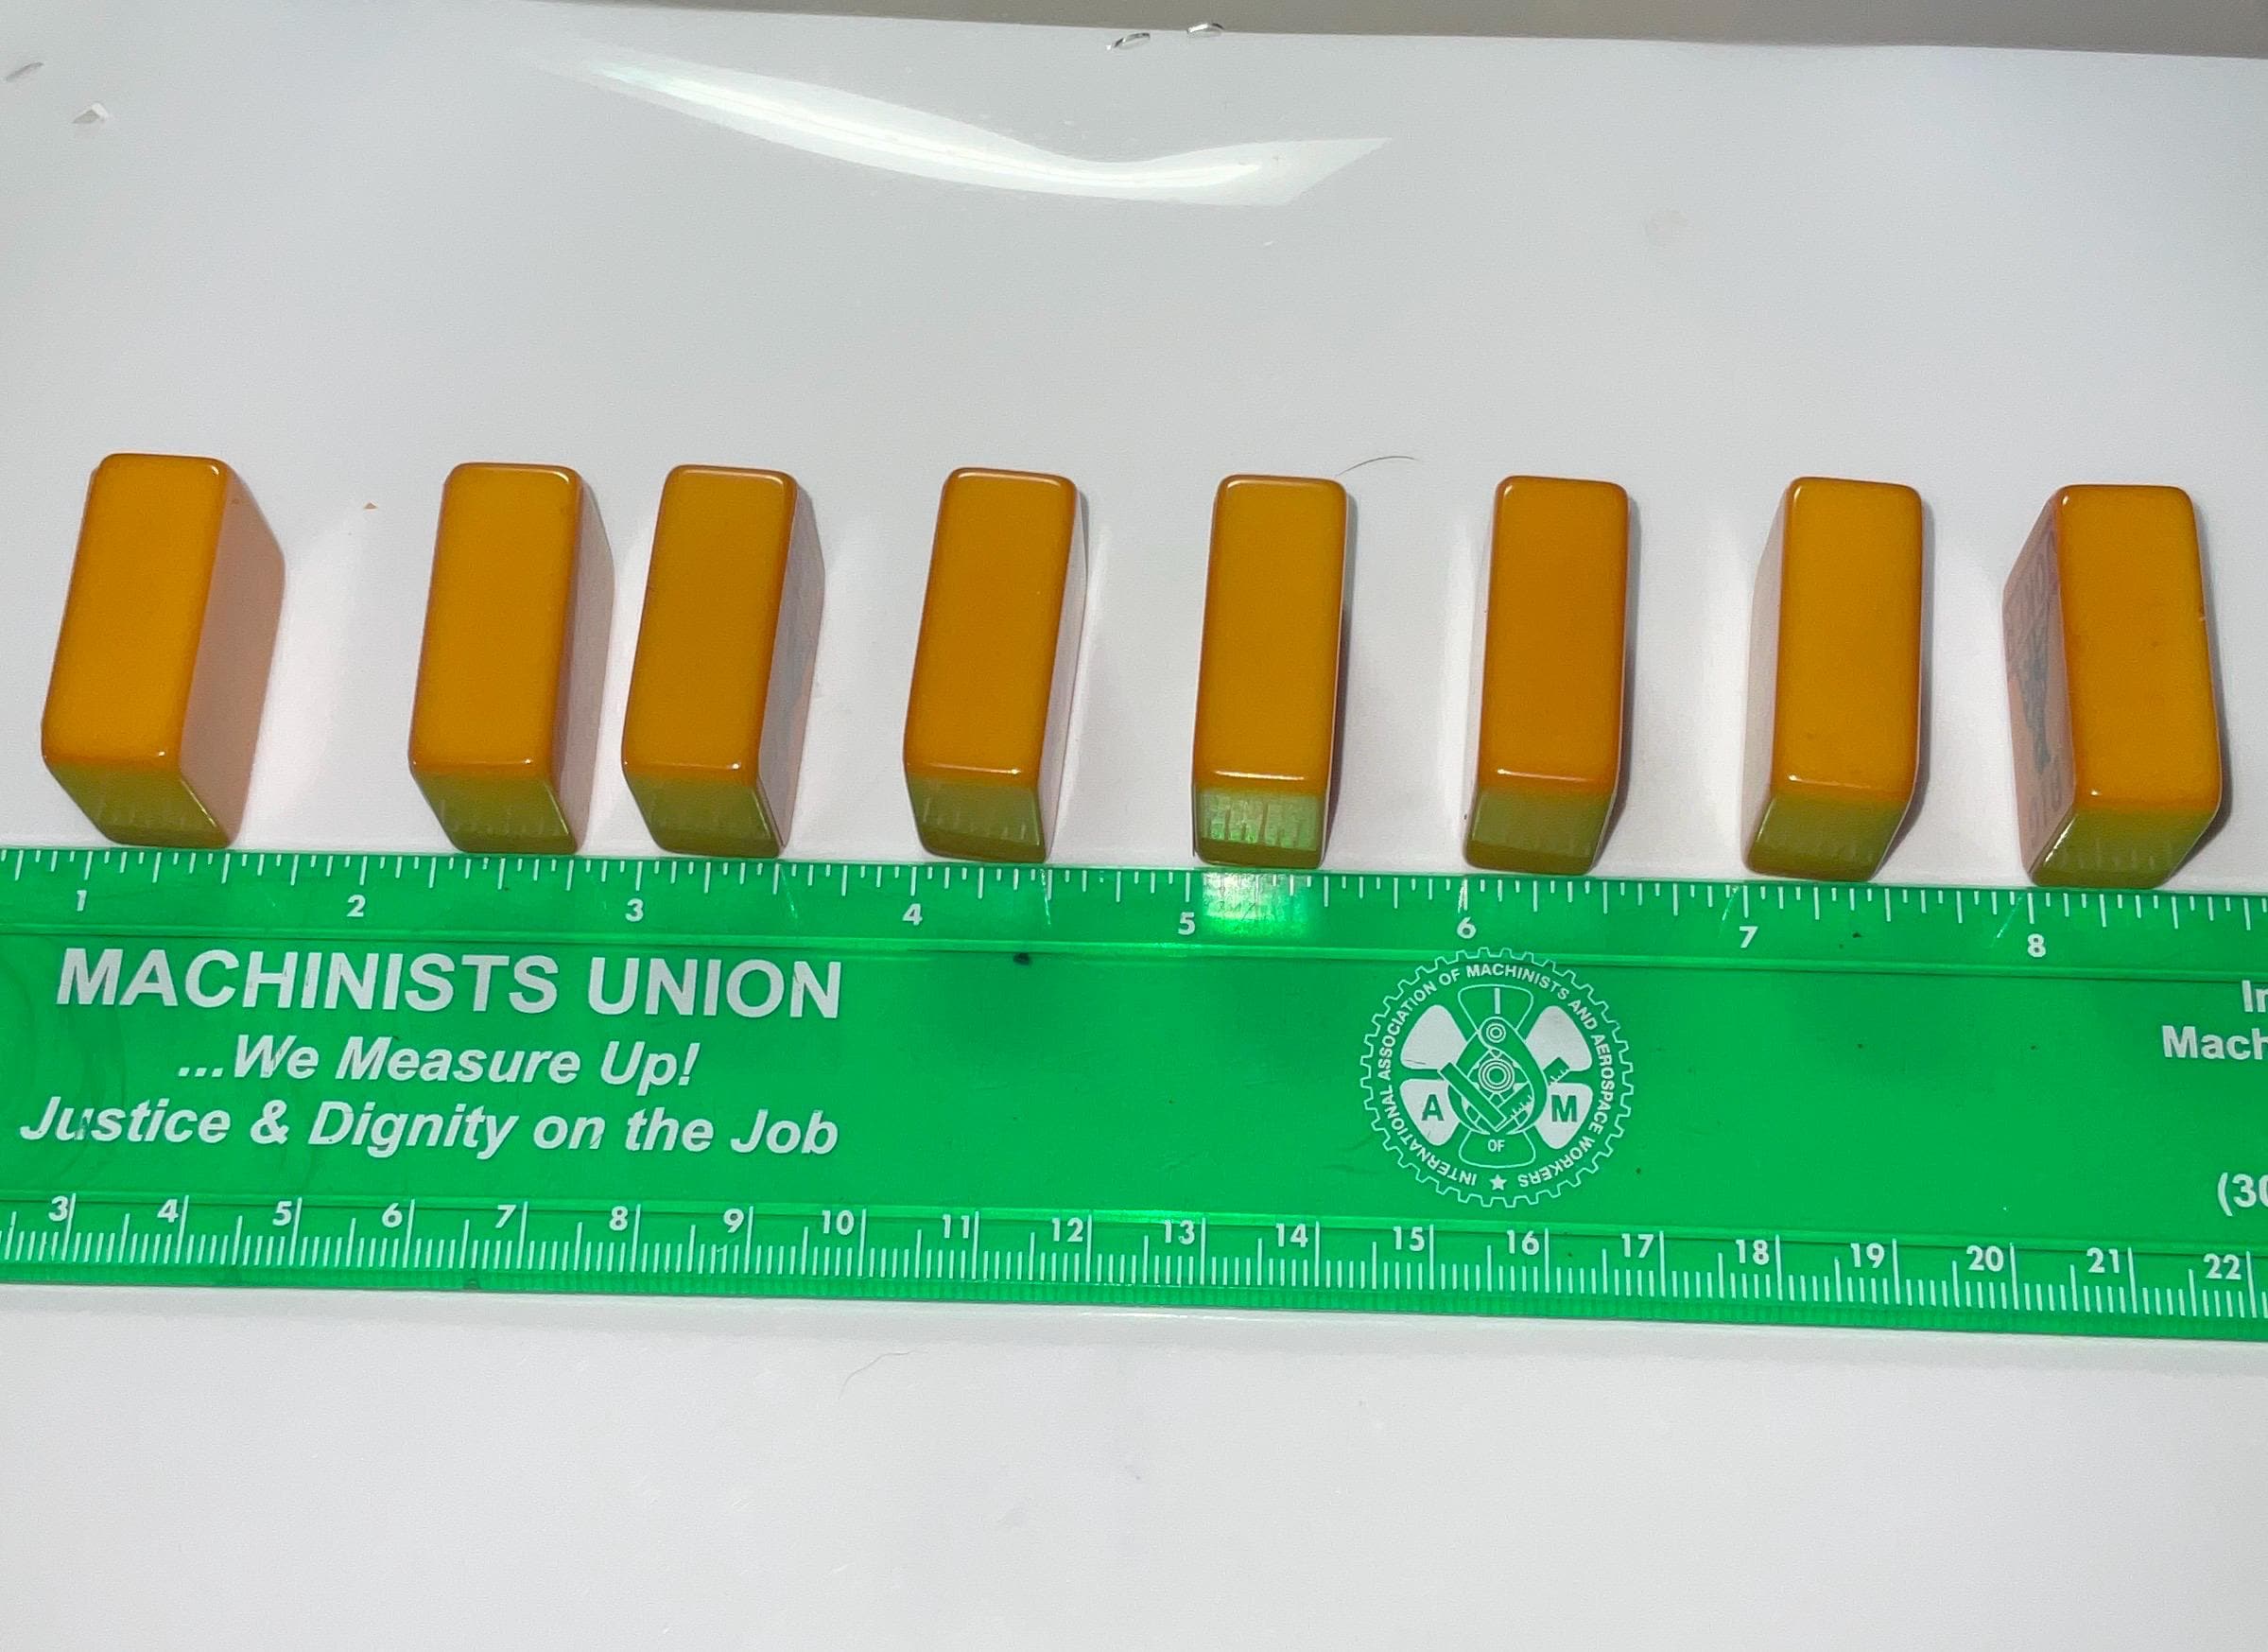 1 2 3 4 5 6 7 8
MACHINISTS UNION
...We Measure Up!
Justice & Dignity on the Job
INTERNATIONAL ASSOCIATION OF MACHINISTS AND AEROSPACE WORKERS
I
A M
OF
Mach
(30
3 4 5 6 7 8 9 10 11 12 13 14 15 16 17 18 19 20 21 22